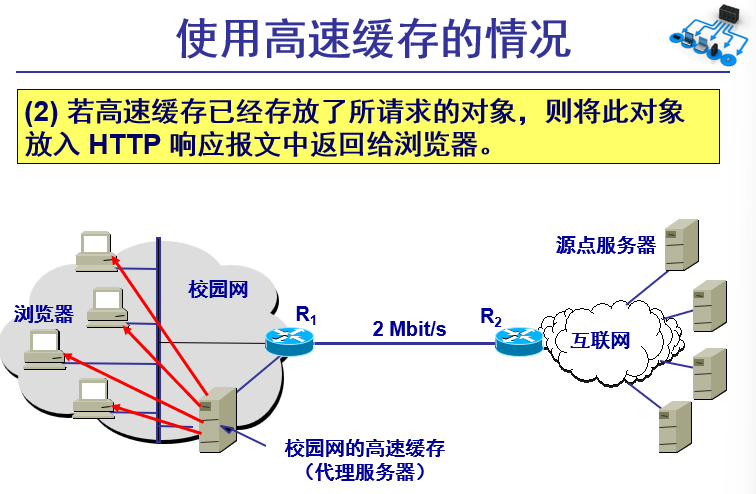 使用高速缓存的情况
(2) 若高速缓存已经存放了所请求的对象，则将此对象
放入 HTTP 响应报文中返回给浏览器。
源点服务器
校园网
浏览器
R1
2 Mbit/s
R2
互联网
校园网的高速缓存
（代理服务器）